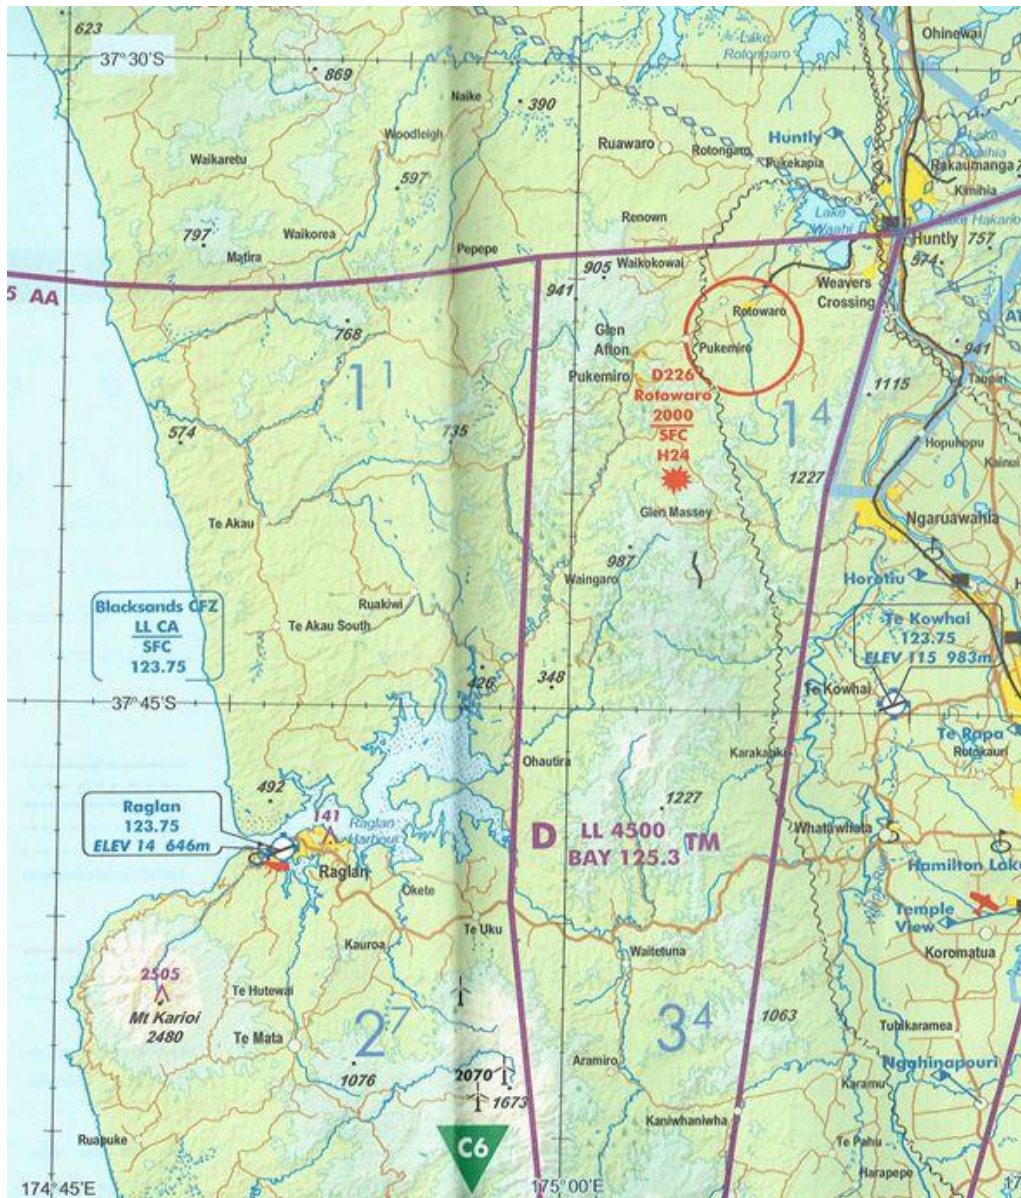 623
37°30'S
869
Naike
390
Lake
Rotongaro
Ohinewai
Woodleigh
Waikaretu
597
Ruawaro
Rotongaro
Pukekapia
Huntly
Lake
Kimihia
Rakaumanga
Kimihia
Renown
Lake
Waahi
Lake Hakanoa
797
Waikorea
Matira
Pepepe
905
Waikokowai
Huntly
757
574
AA
941
Weavers
Crossing
768
Glen
Afton
Rotowaro
Pukemiro
Pukemiro
941
Taupiri
1 1
D226
Rotowaro
2000
SFC
H24
1 4
1115
574
735
1227
Hopuhopu
Kainui
Te Akau
Glen Massey
Ngaruawahia
987
Waingaro
Horotiu
Blacksands CFZ
LL CA
SFC
123.75
Ruakiwi
Te Akau South
Te Kowhai
123.75
ELEV 115 983m
426
348
37°45'S
Te Kowhai
Te Rapa
Rotokauri
Ohautira
Karakariki
492
Raglan
123.75
ELEV 14 646m
141
Raglan
Harbour
1227
D
LL 4500
BAY 125.3
TM
Whatawhata
Raglan
Okete
Hamilton Lake
Temple
View
Te Uku
Koromatua
Kauroa
Waitetuna
2505
Mt Karioi
2480
Te Hutewai
Te Mata
2 7
3 4
1063
Tuhikaramea
1076
2070
1673
Aramiro
Ngahinapouri
Karamu
Kaniwhaniwha
Ruapuke
C6
Te Pahu
Harapepe
174°45'E
175°00'E